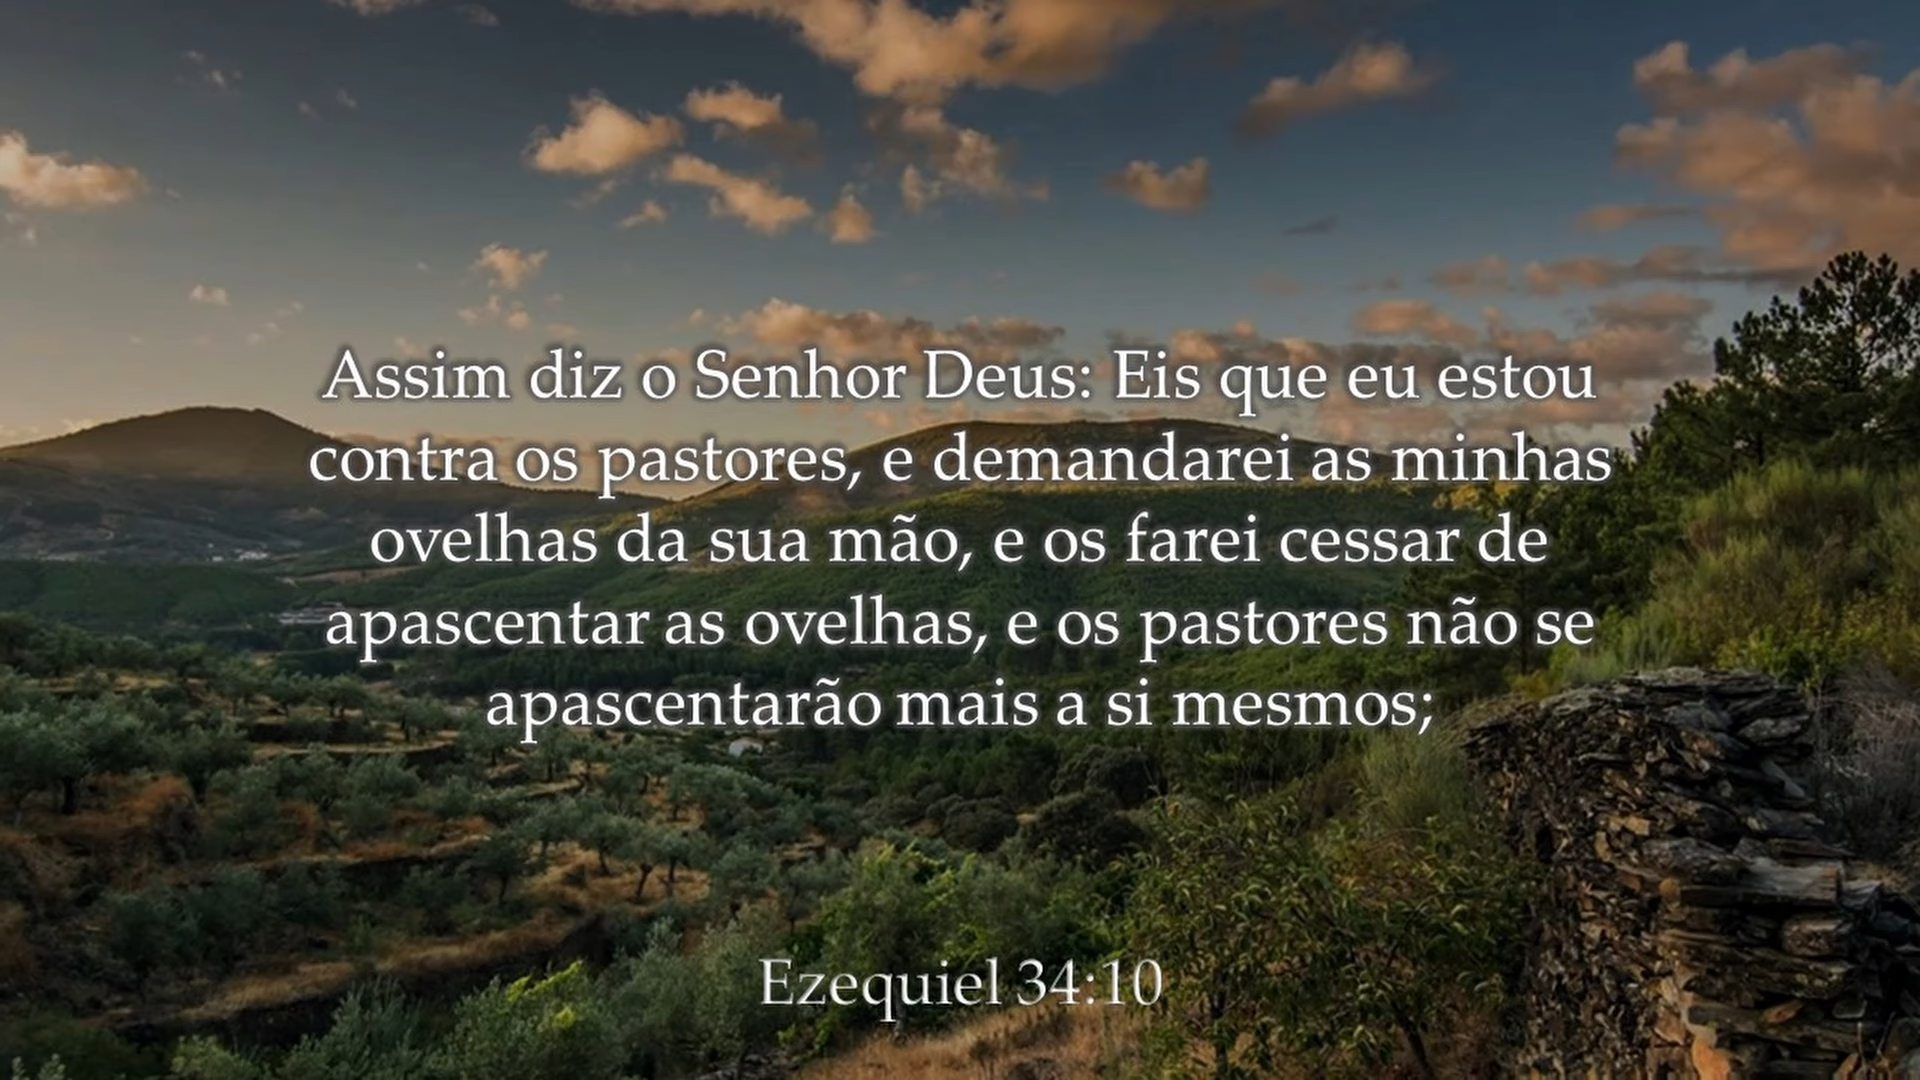 Assim diz o Senhor Deus: Eis que eu estou
contra os pastores, e demandarei as minhas
ovelhas da sua mão, e os farei cessar de
apascentar as ovelhas, e os pastores não se
apascentarão mais a si mesmos;
Ezequiel 34:10